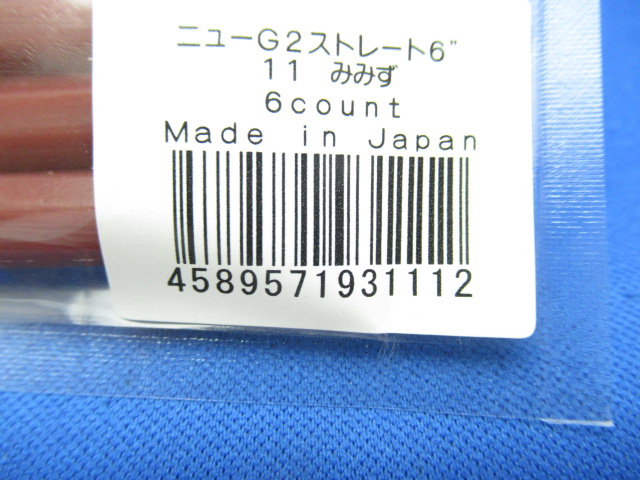 ニューG2ストレート6"
11 みみず
6count
Made in Japan
4589571931112